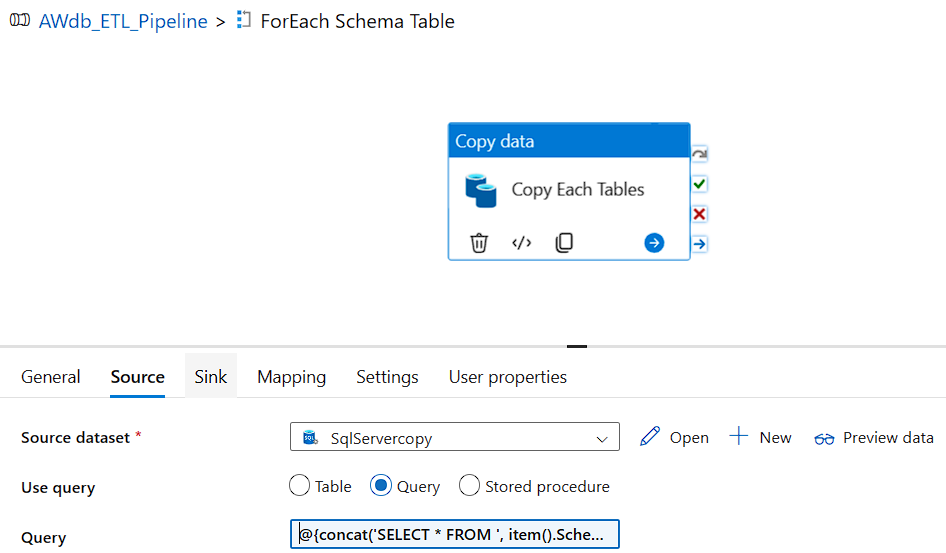 AWdb_ETL_Pipeline > ForEach Schema Table
Copy data
Copy Each Tables
General Source Sink Mapping Settings User properties
Source dataset * SqlServercopy Open New Preview data
Use query Table Query Stored procedure
Query @{concat('SELECT * FROM ', item().Sche...